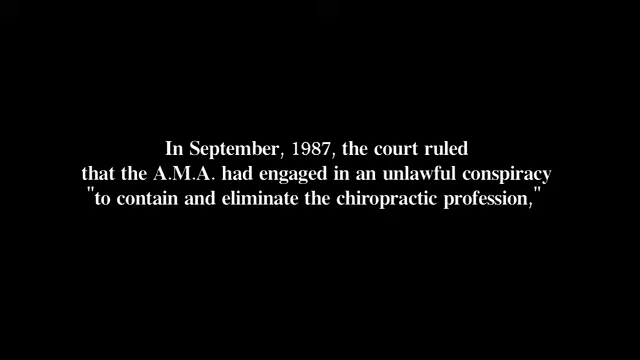 In September, 1987, the court ruled
that the A.M.A. had engaged in an unlawful conspiracy
"to contain and eliminate the chiropractic profession,"